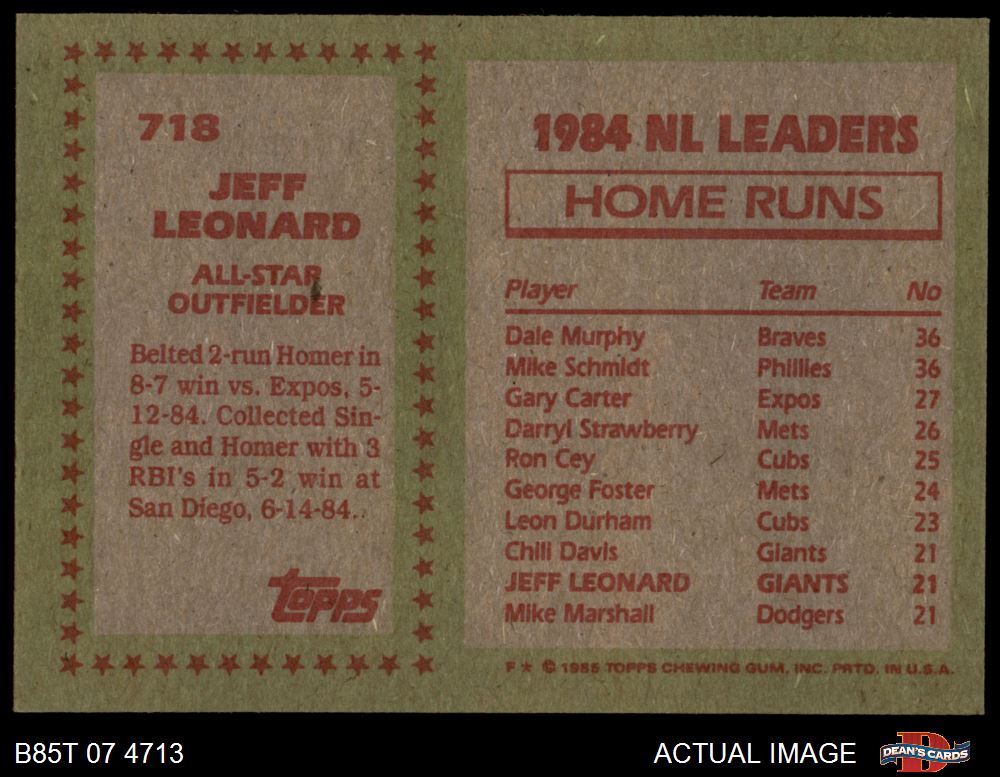 718
JEFF
LEONARD
ALL-STAR
OUTFIELDER
Belted 2-run Homer in
8-7 win vs. Expos, 5-
12-84. Collected Sin-
gle and Homer with 3
RBI's in 5-2 win at
San Diego, 6-14-84.
topps
1984 NL LEADERS
HOME RUNS
Player Team No
Dale Murphy Braves 36
Mike Schmidt Phillies 36
Gary Carter Expos 27
Darryl Strawberry Mets 26
Ron Cey Cubs 25
George Foster Mets 24
Leon Durham Cubs 23
Chili Davis Giants 21
JEFF LEONARD GIANTS 21
Mike Marshall Dodgers 21
F ★ © 1985 TOPPS CHEWING GUM, INC. PRTD. IN U.S.A.
B85T 07 4713
ACTUAL IMAGE
D
DEAN'S CARDS